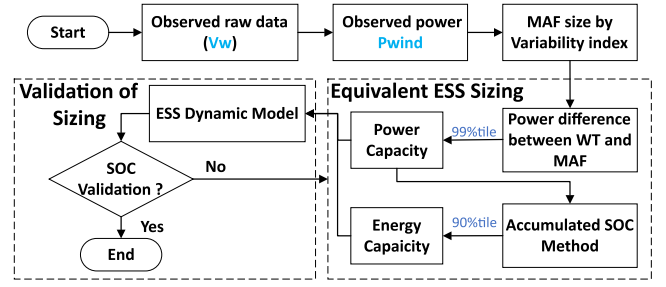 Start
Observed raw data
(Vw)
Observed power
Pwind
MAF size by
Variability index
Validation of
Sizing
ESS Dynamic Model
SOC
Validation ?
No
Yes
End
Equivalent ESS Sizing
Power
Capacity
99%tile
Power difference
between WT and
MAF
Energy
Capaicity
90%tile
Accumulated SOC
Method